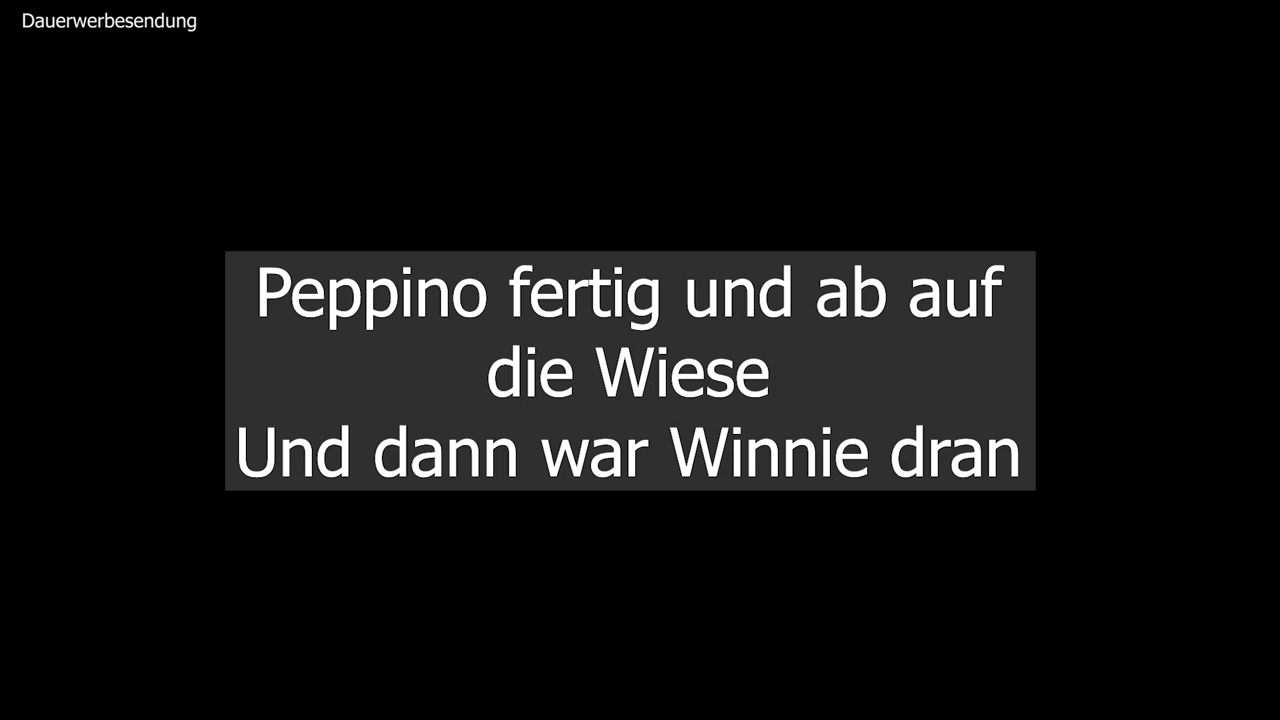 Dauerwerbesendung
Peppino fertig und ab auf
die Wiese
Und dann war Winnie dran